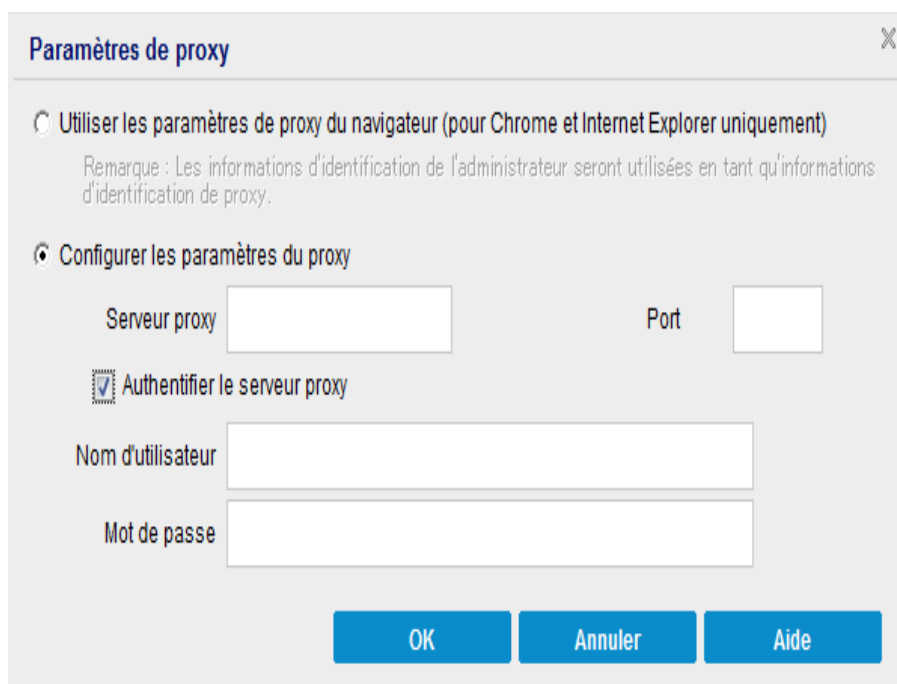 Paramètres de proxy
X
Utiliser les paramètres de proxy du navigateur (pour Chrome et Internet Explorer uniquement)
Remarque : Les informations d'identification de l'administrateur seront utilisées en tant qu'informations
d'identification de proxy.
Configurer les paramètres du proxy
Serveur proxy Port
Authentifier le serveur proxy
Nom d'utilisateur
Mot de passe
OK Annuler Aide